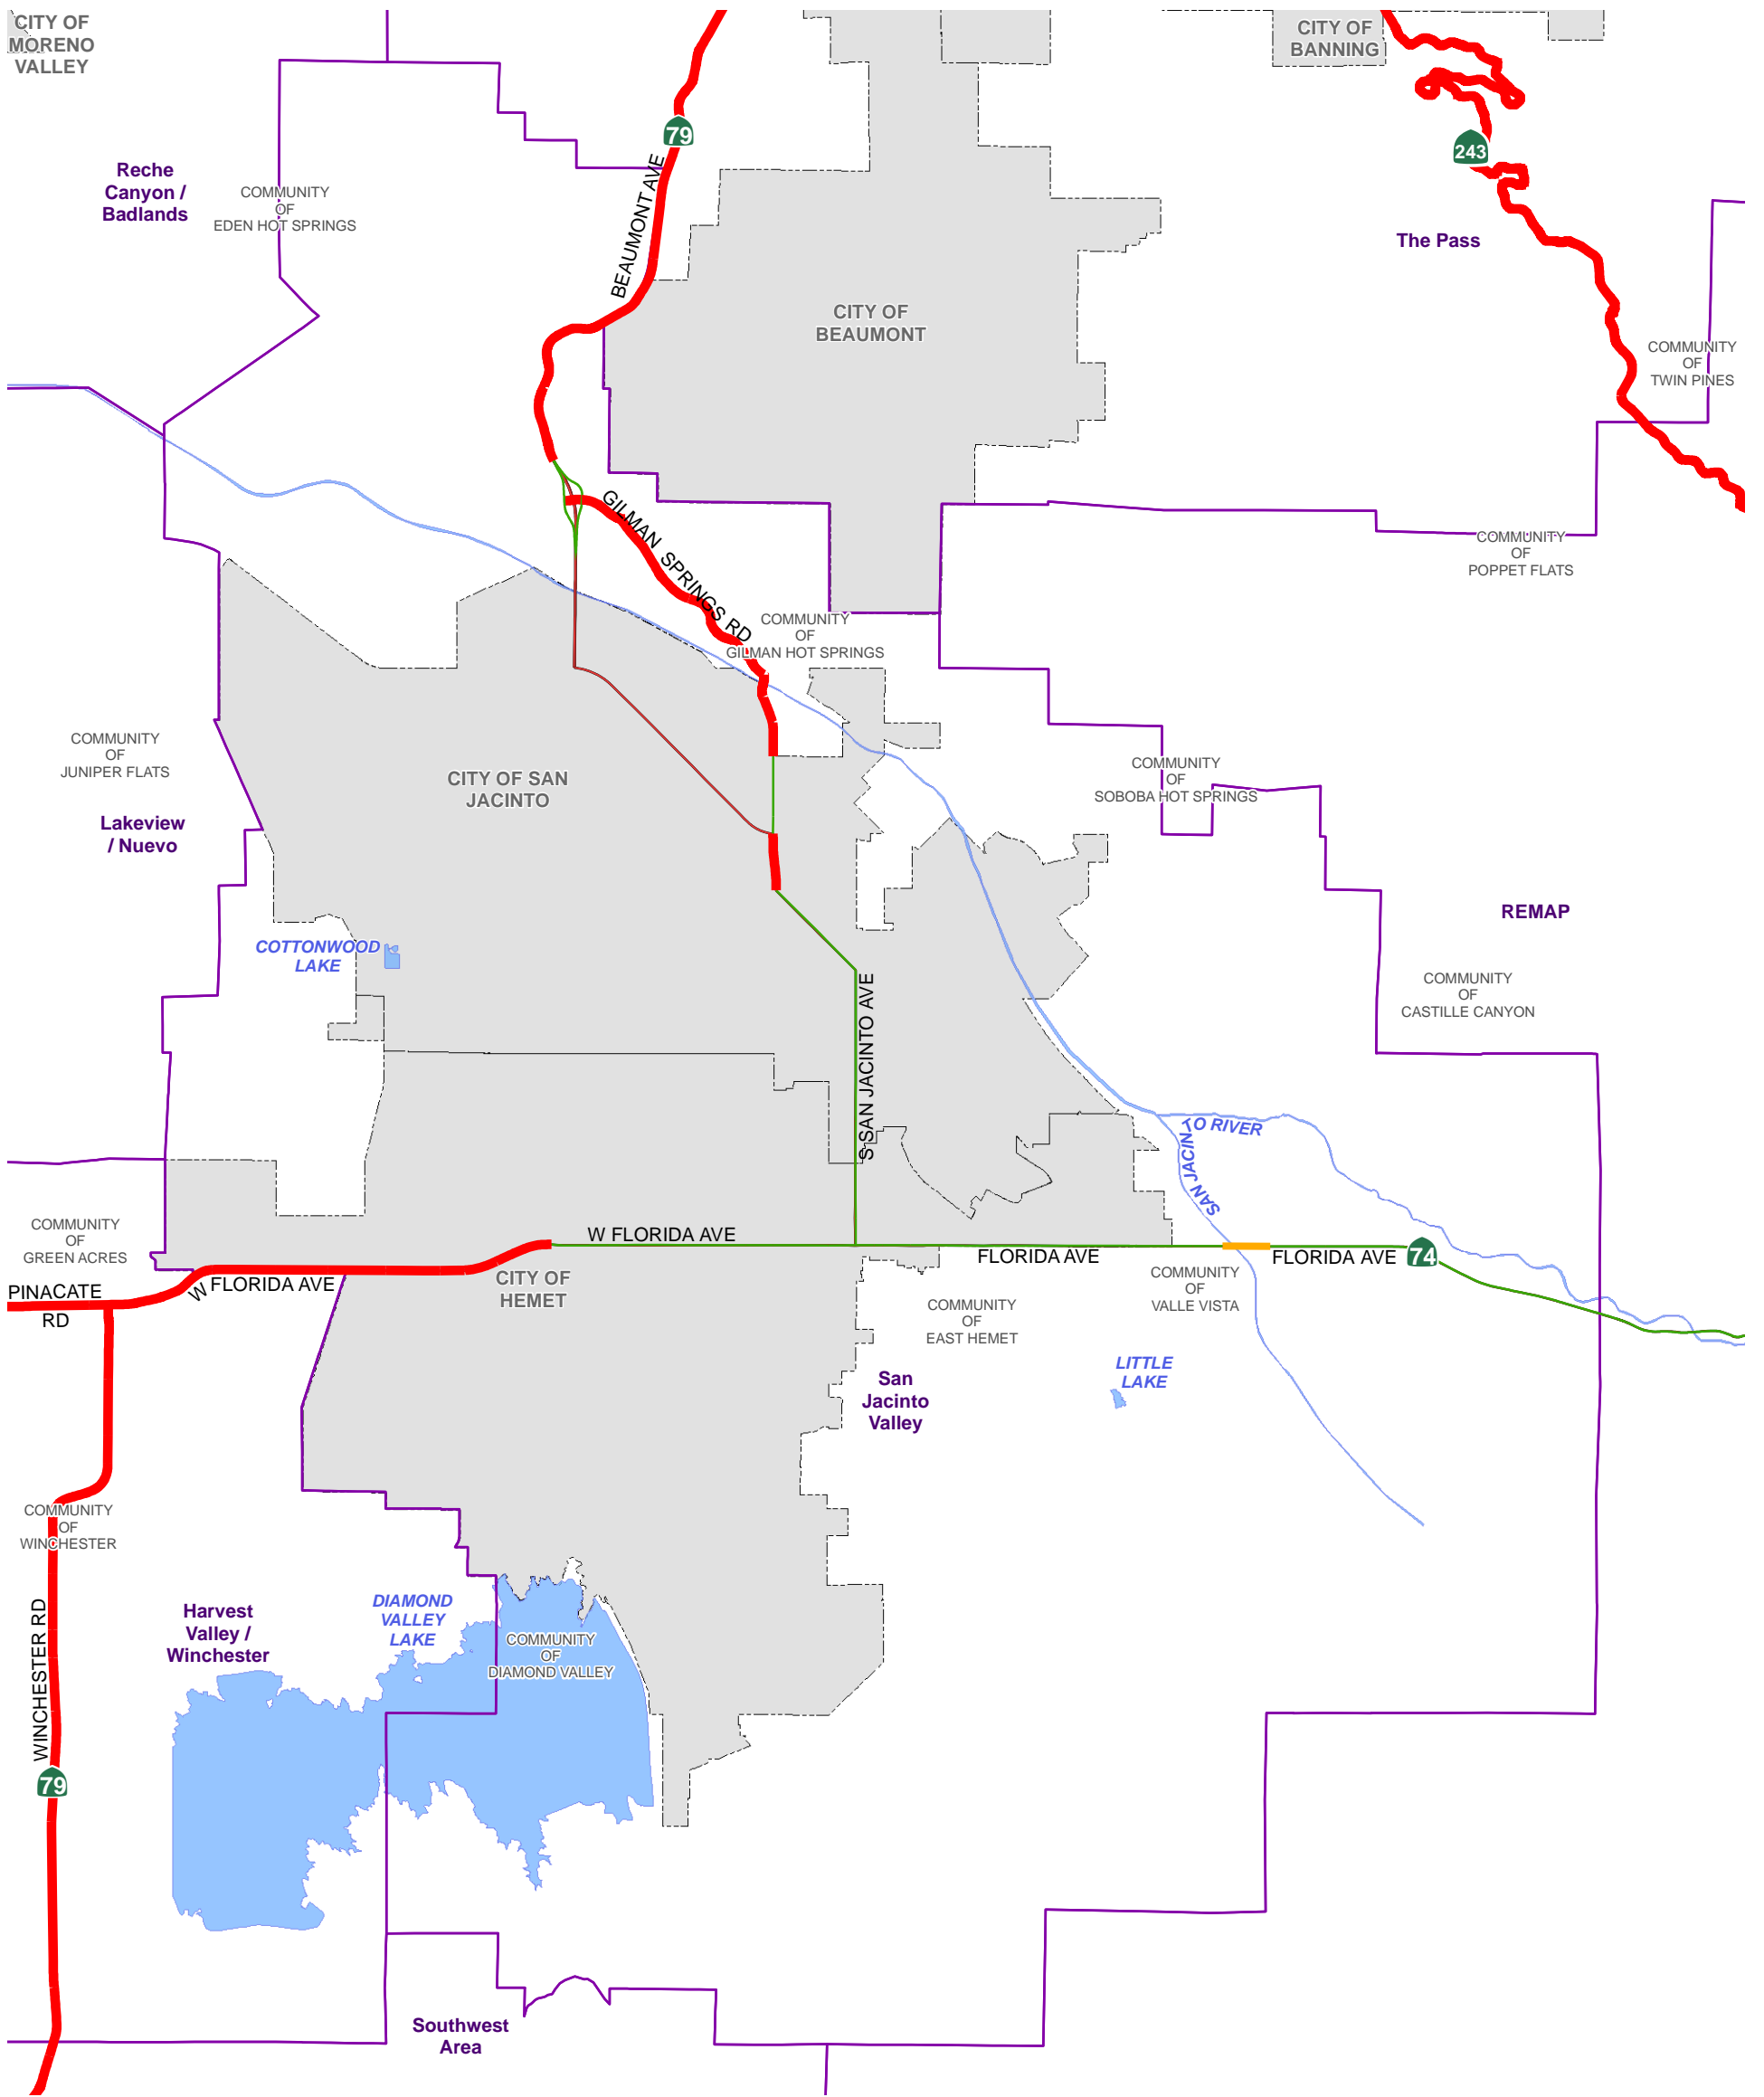 CITY OF
MORENO
VALLEY
CITY OF
BANNING
79
243
BEAUMONT AVE
Reche
Canyon /
Badlands
COMMUNITY
OF
EDEN HOT SPRINGS
The Pass
CITY OF
BEAUMONT
COMMUNITY
OF
TWIN PINES
GILMAN SPRINGS RD
COMMUNITY
OF
POPPET FLATS
COMMUNITY
OF
GILMAN HOT SPRINGS
COMMUNITY
OF
JUNIPER FLATS
CITY OF SAN
JACINTO
COMMUNITY
OF
SOBOBA HOT SPRINGS
Lakeview
/ Nuevo
REMAP
COTTONWOOD
LAKE
S SAN JACINTO AVE
COMMUNITY
OF
CASTILLE CANYON
SAN JACINTO RIVER
COMMUNITY
OF
GREEN ACRES
W FLORIDA AVE
FLORIDA AVE
FLORIDA AVE
74
PINACATE
RD
W FLORIDA AVE
CITY OF
HEMET
COMMUNITY
OF
EAST HEMET
COMMUNITY
OF
VALLE VISTA
San
Jacinto
Valley
LITTLE
LAKE
COMMUNITY
OF
WINCHESTER
WINCHESTER RD
Harvest
Valley /
Winchester
DIAMOND
VALLEY
LAKE
COMMUNITY
OF
DIAMOND VALLEY
79
Southwest
Area